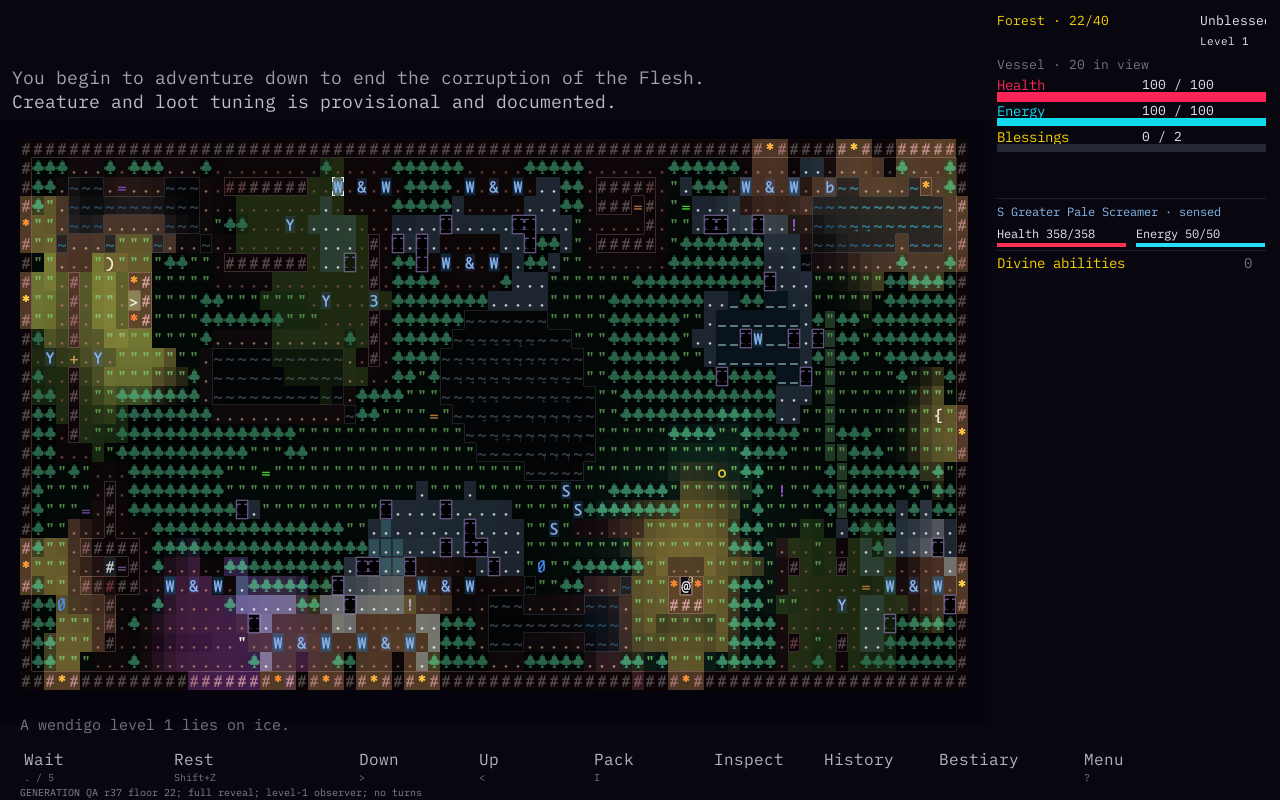 Forest · 22/40
Level 1
You begin to adventure down to end the corruption of the Flesh.
Creature and loot tuning is provisional and documented.
Vessel · 20 in view
Health 100 / 100
Energy 100 / 100
Blessings 0 / 2
S Greater Pale Screamer · sensed
Health 358/358 Energy 50/50
Divine abilities 0
A wendigo level 1 lies on ice.
Wait Rest Down Up Pack Inspect History Bestiary Menu
. / 5 Shift+Z > < I ?
GENERATION QA r37 floor 22; full reveal; level-1 observer; no turns